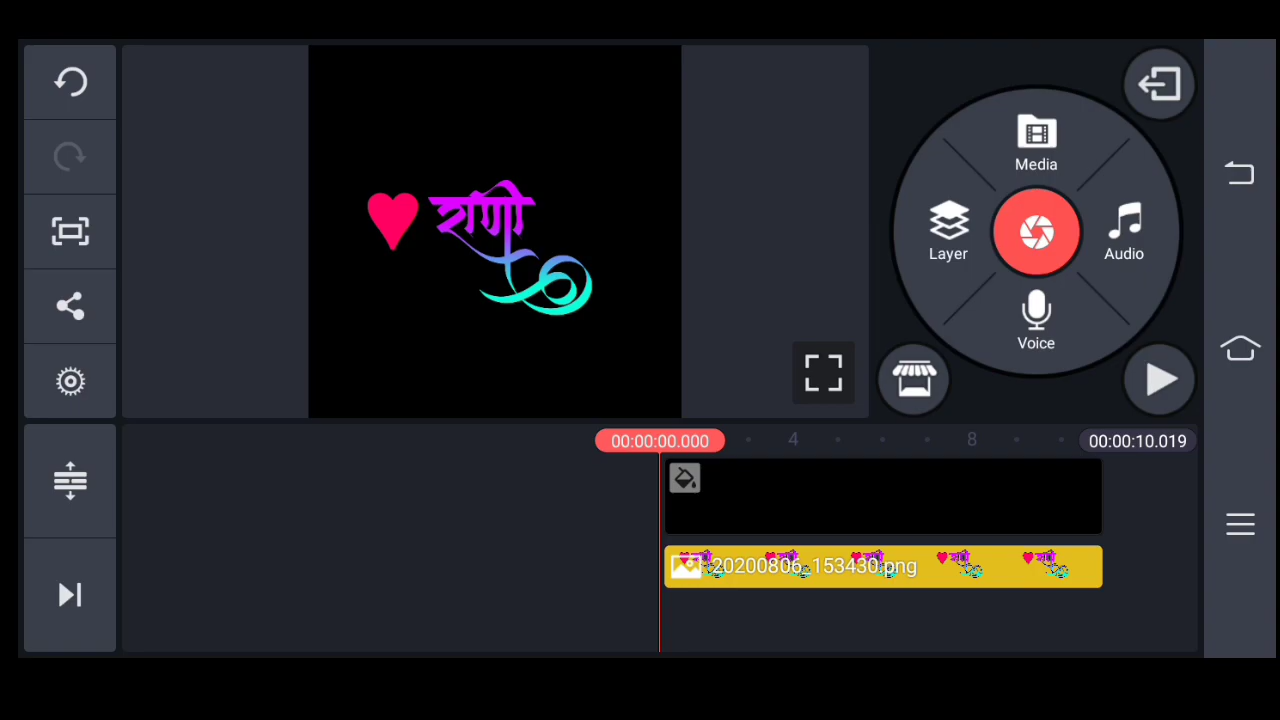 Media
राणी
Layer
Audio
Voice
00:00:00.000
4
8
00:00:10.019
20200806_153430.png